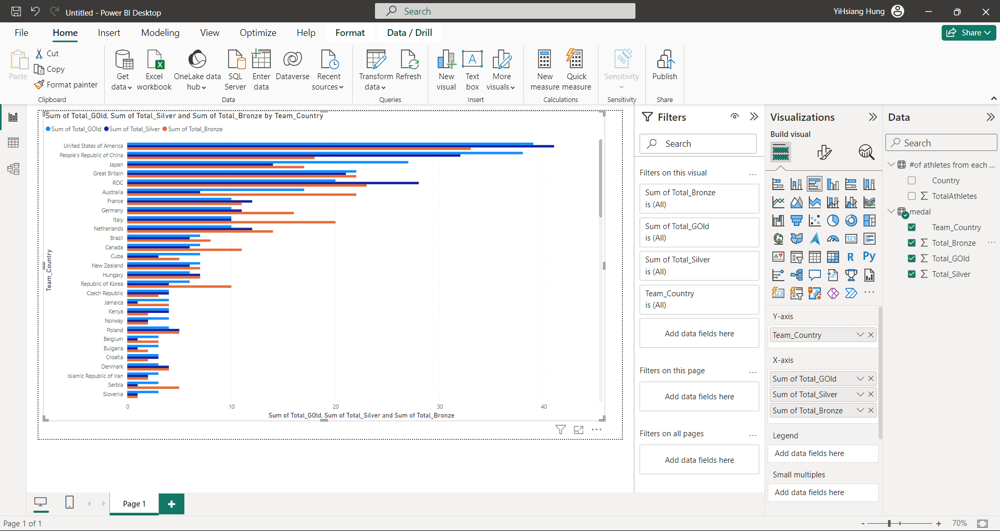 Untitled - Power BI Desktop
Search
YiHsiang Hung
File
Home
Insert
Modeling
View
Optimize
Help
Format
Data / Drill
Share
Paste
Cut
Copy
Format painter
Clipboard
Get data
Excel workbook
OneLake data hub
SQL Server
Enter data
Dataverse
Recent sources
Data
Transform data
Refresh
Queries
New visual
Text box
More visuals
Insert
New measure
Quick measure
Calculations
Sensitivity
Sensitivity
Publish
Share
Sum of Total_GOld, Sum of Total_Silver and Sum of Total_Bronze by Team_Country
Sum of Total_GOld Sum of Total_Silver Sum of Total_Bronze
Team_Country
United States of America
People's Republic of China
Japan
Great Britain
ROC
Australia
France
Germany
Italy
Netherlands
Brazil
Canada
Cuba
New Zealand
Hungary
Republic of Korea
Czech Republic
Jamaica
Kenya
Norway
Poland
Belgium
Bulgaria
Croatia
Denmark
Islamic Republic of Iran
Serbia
Slovenia
0 10 20 30 40
Sum of Total_GOld, Sum of Total_Silver and Sum of Total_Bronze
Filters
Search
Filters on this visual
Sum of Total_Bronze
is (All)
Sum of Total_GOld
is (All)
Sum of Total_Silver
is (All)
Team_Country
is (All)
Add data fields here
Filters on this page
Add data fields here
Filters on all pages
Add data fields here
Visualizations
Build visual
123
R
Py
123
Y-axis
Team_Country
X-axis
Sum of Total_GOld
Sum of Total_Silver
Sum of Total_Bronze
Legend
Add data fields here
Small multiples
Add data fields here
Data
Search
#of athletes from each ...
Country
TotalAthletes
medal
Team_Country
Total_Bronze
Total_GOld
Total_Silver
Page 1
Page 1 of 1
70%